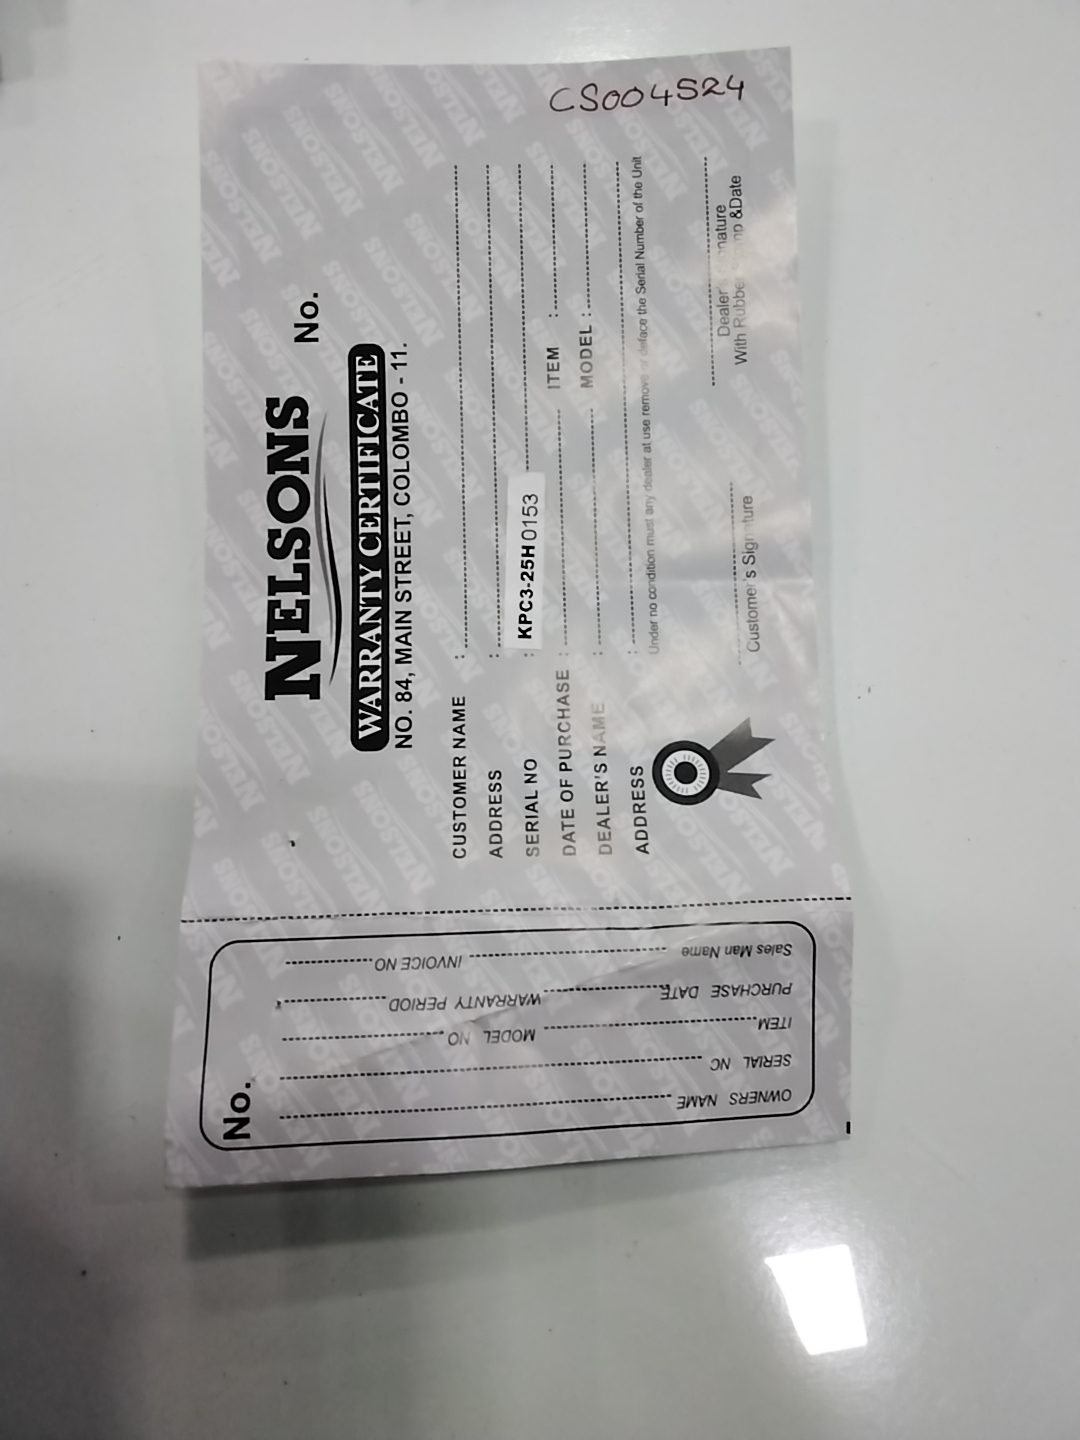 CS004524
NELSONS
No.
WARRANTY CERTIFICATE
NO. 84, MAIN STREET, COLOMBO - 11.
CUSTOMER NAME :
ADDRESS :
SERIAL NO : KPC3-25H0153
DATE OF PURCHASE : ITEM :
DEALER'S NAME : MODEL :
ADDRESS :
Under no condition must any dealer at use remove or deface the Serial Number of the Unit
Customer's Signature
Dealer Signature
With Rubber Stamp &Date
No.
OWNERS NAME
SERIAL NO
ITEM MODEL NO
PURCHASE DATE WARRANTY PERIOD
Sales Man Name INVOICE NO